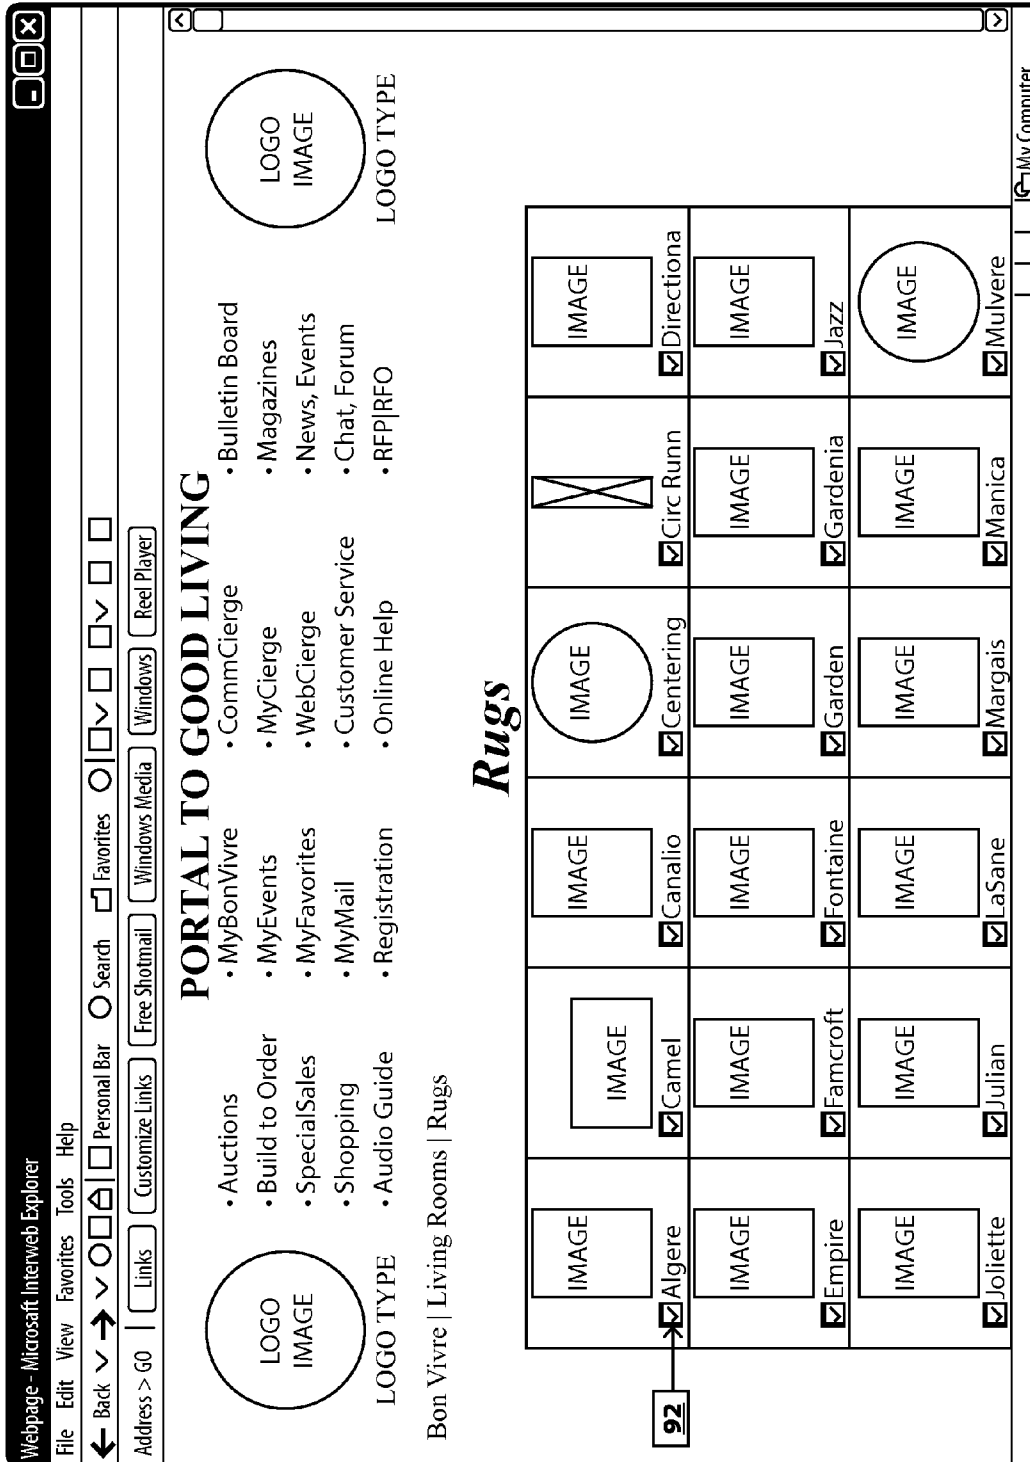 Webpage - Microsaft Interweb Explorer
File Edit View Favorites Tools Help
Back Personal Bar Search Favorites
Address > GO Links Customize Links Free Shotmail Windows Media Windows Reel Player
PORTAL TO GOOD LIVING
LOGO IMAGE
LOGO TYPE
• Auctions
• Build to Order
• SpecialSales
• Shopping
• Audio Guide
• MyBonVivre
• MyEvents
• MyFavorites
• MyMail
• Registration
• CommCierge
• MyCierge
• WebCierge
• Customer Service
• Online Help
• Bulletin Board
• Magazines
• News, Events
• Chat, Forum
• RFP|RFO
LOGO IMAGE
LOGO TYPE
Bon Vivre | Living Rooms | Rugs
Rugs
IMAGE IMAGE IMAGE IMAGE IMAGE
92 Algere Camel Canalio Centering Circ Runn Directiona
IMAGE IMAGE IMAGE IMAGE IMAGE IMAGE
Empire Famcroft Fontaine Garden Gardenia Jazz
IMAGE IMAGE IMAGE IMAGE IMAGE IMAGE
Joliette Julian LaSane Margais Manica Mulvere
My Computer